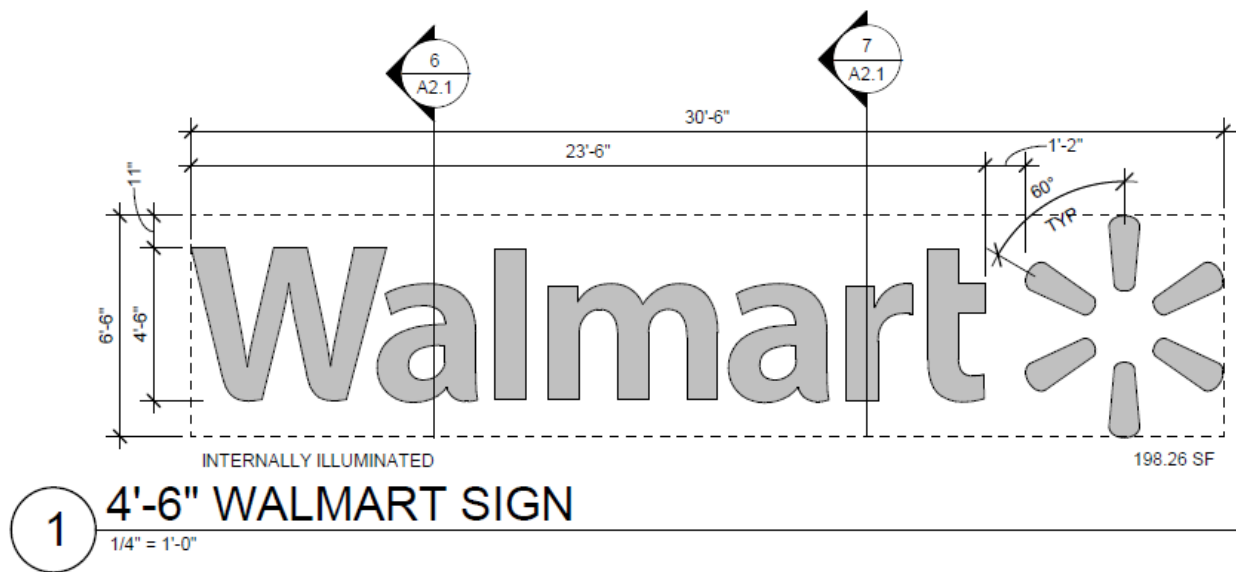 6
A2.1
7
A2.1
30'-6"
23'-6"
1'-2"
11"
60°
TYP
6'-6"
4'-6"
Walmart
INTERNALLY ILLUMINATED
198.26 SF
1
4'-6" WALMART SIGN
1/4" = 1'-0"